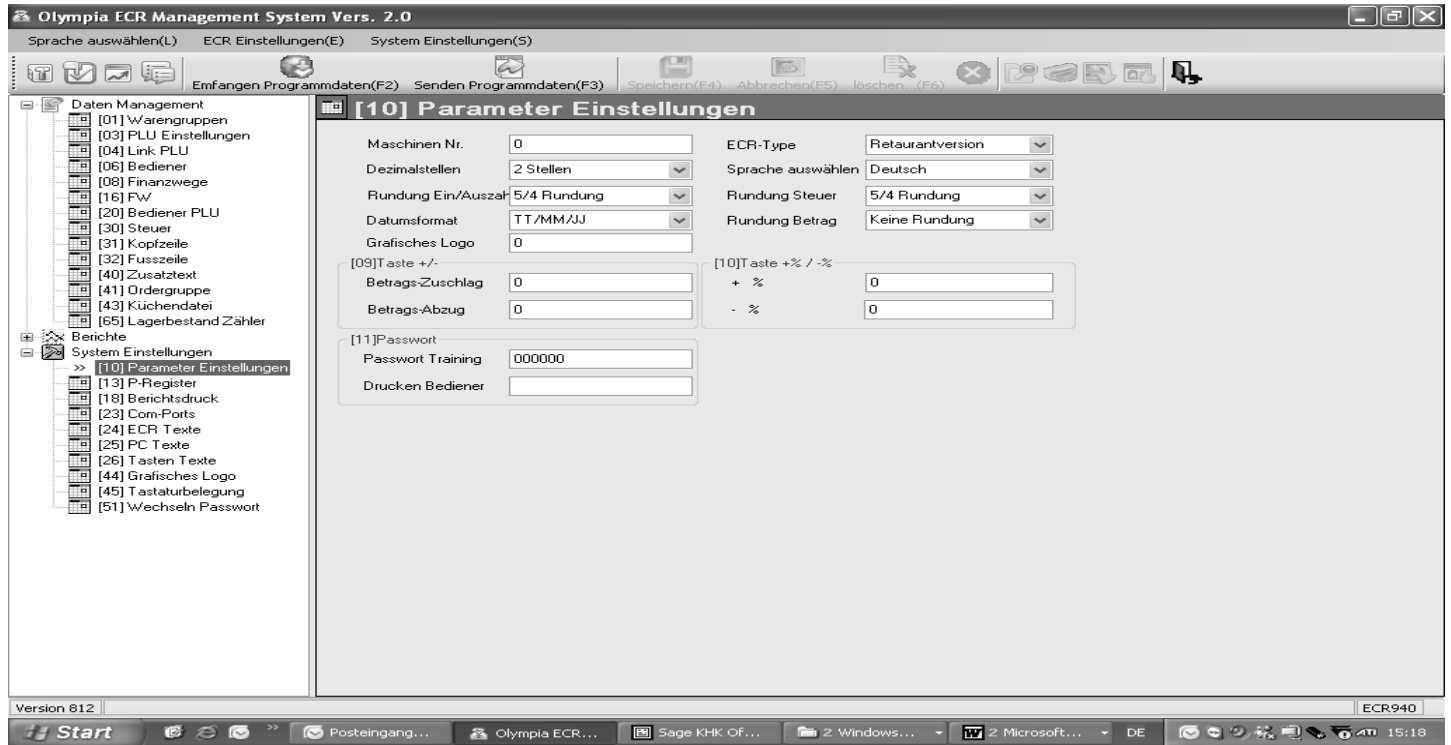 Olympia ECR Management System Vers. 2.0
Sprache auswählen(L) ECR Einstellungen(E) System Einstellungen(S)
Emfangen Programmdaten(F2) Senden Programmdaten(F3) Speichern(F4) Abbrechen(F5) löschen...(F6)
Daten Management
[01] Warengruppen
[03] PLU Einstellungen
[04] Link PLU
[06] Bediener
[08] Finanzwege
[16] FW
[20] Bediener PLU
[30] Steuer
[31] Kopfzeile
[32] Fusszeile
[40] Zusatztext
[41] Ordergruppe
[43] Küchendatei
[65] Lagerbestand Zähler
Berichte
System Einstellungen
>> [10] Parameter Einstellungen
[13] P-Register
[18] Berichtsdruck
[23] Com-Ports
[24] ECR Texte
[25] PC Texte
[26] Tasten Texte
[44] Grafisches Logo
[45] Tastaturbelegung
[51] Wechseln Passwort
[10] Parameter Einstellungen
Maschinen Nr. 0 ECR-Type Retaurantversion
Dezimalstellen 2 Stellen Sprache auswählen Deutsch
Rundung Ein/Auszah 5/4 Rundung Rundung Steuer 5/4 Rundung
Datumsformat TT/MM/JJ Rundung Betrag Keine Rundung
Grafisches Logo 0
[09]Taste +/- [10]Taste +% / -%
Betrags-Zuschlag 0 + % 0
Betrags-Abzug 0 - % 0
[11]Passwort
Passwort Training 000000
Drucken Bediener
Version 812 ECR940
Start Posteingang... Olympia ECR... Sage KHK Of... 2 Windows... 2 Microsoft... DE ATI 15:18